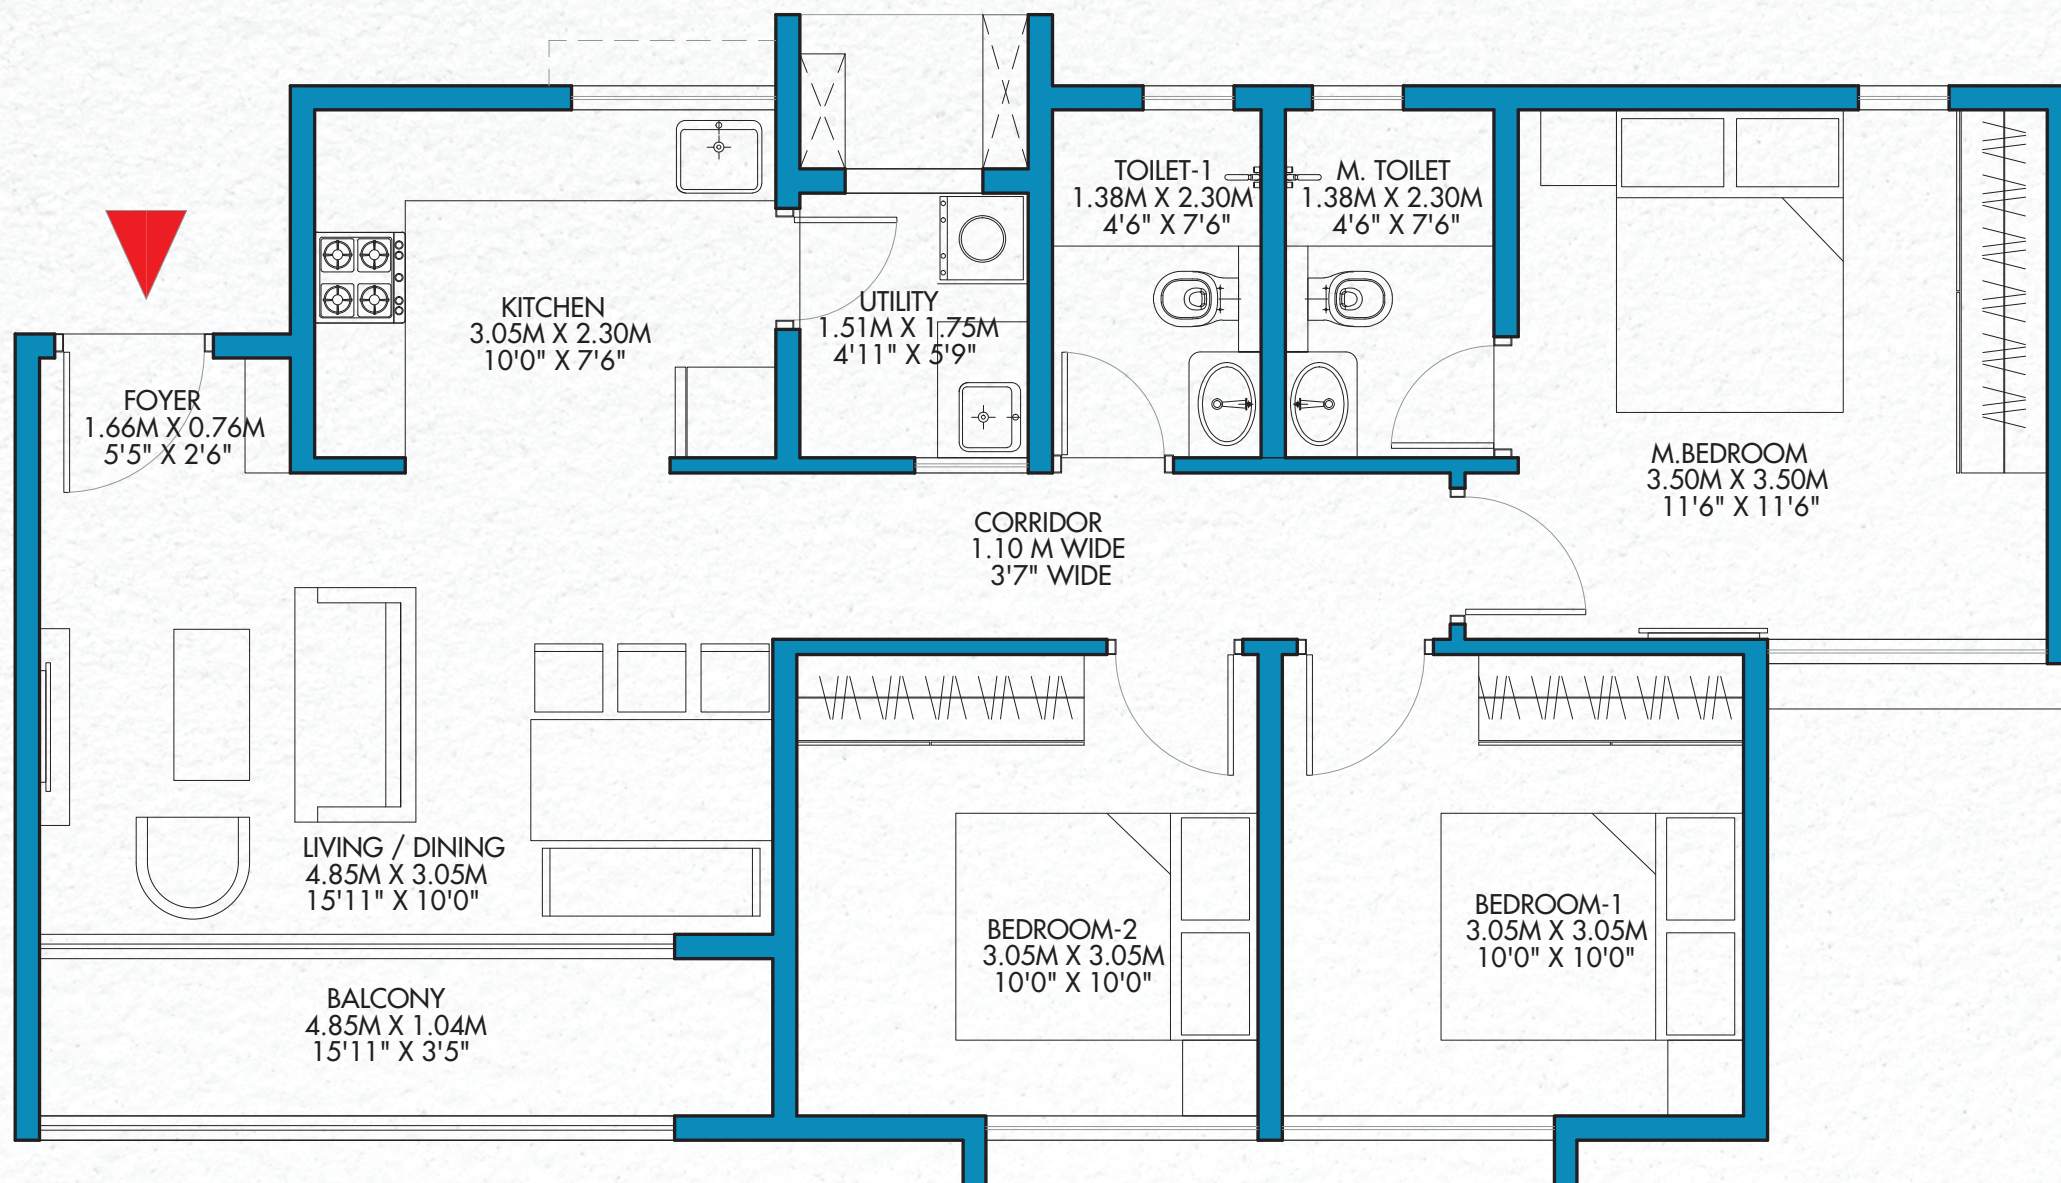 TOILET-1
1.38M X 2.30M
4'6" X 7'6"
M. TOILET
1.38M X 2.30M
4'6" X 7'6"
KITCHEN
3.05M X 2.30M
10'0" X 7'6"
UTILITY
1.51M X 1.75M
4'11" X 5'9"
FOYER
1.66M X 0.76M
5'5" X 2'6"
M.BEDROOM
3.50M X 3.50M
11'6" X 11'6"
CORRIDOR
1.10 M WIDE
3'7" WIDE
LIVING / DINING
4.85M X 3.05M
15'11" X 10'0"
BEDROOM-2
3.05M X 3.05M
10'0" X 10'0"
BEDROOM-1
3.05M X 3.05M
10'0" X 10'0"
BALCONY
4.85M X 1.04M
15'11" X 3'5"